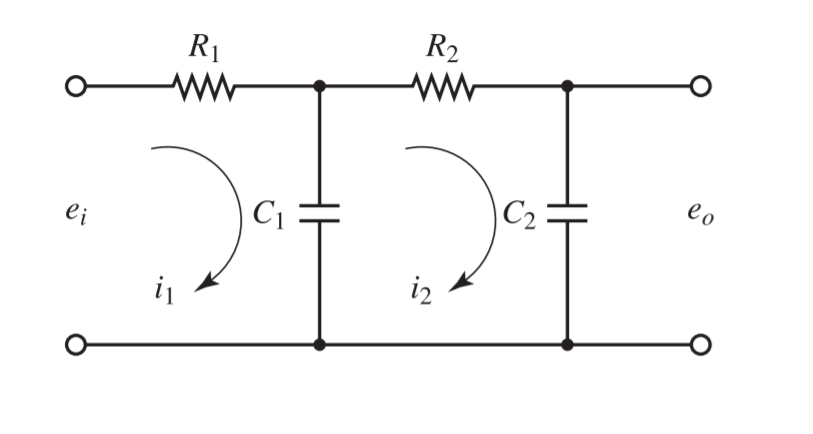 R₁ R₂
eᵢ C₁ C₂ eₒ
i₁ i₂